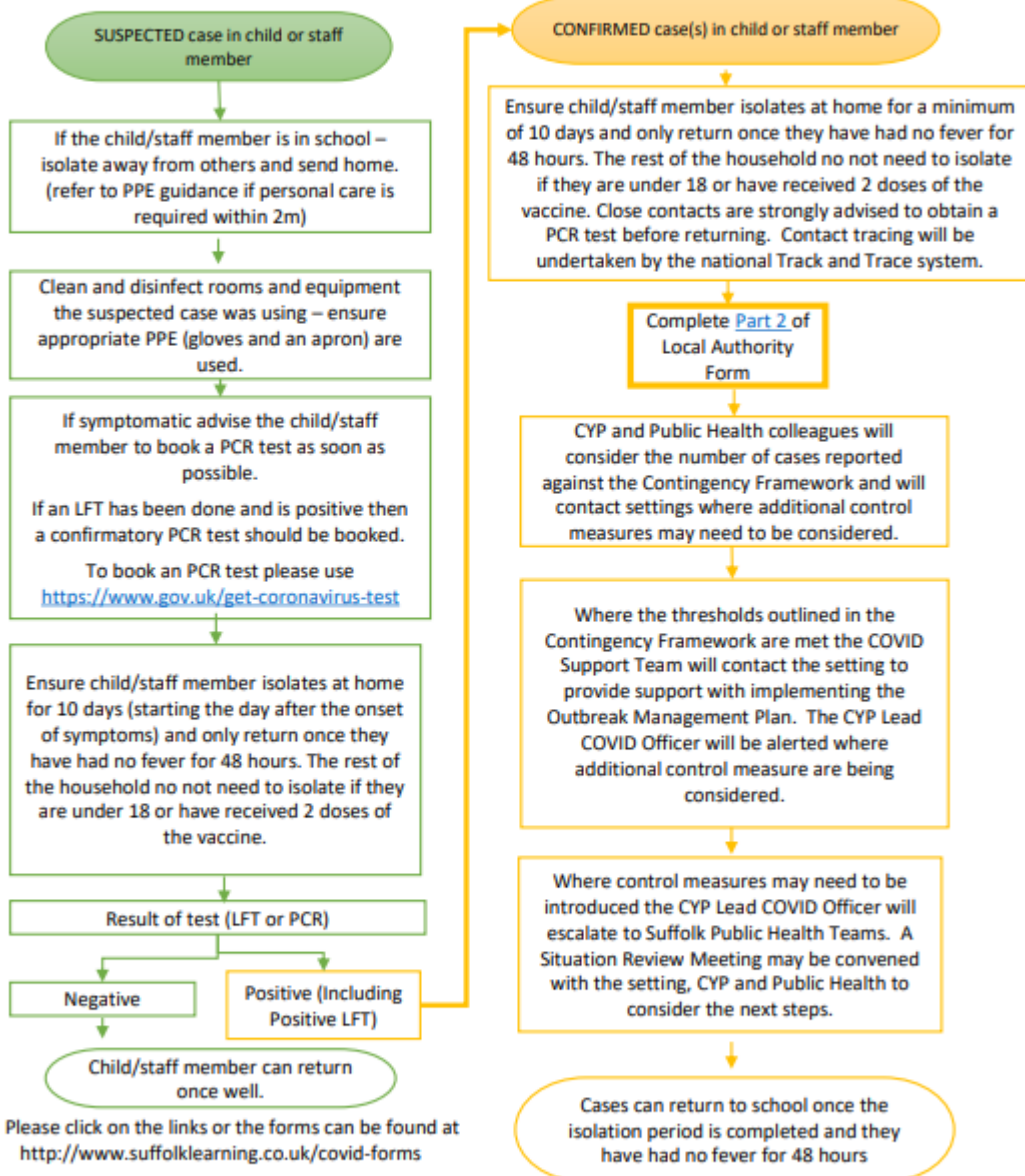 SUSPECTED case in child or staff
member
If the child/staff member is in school –
isolate away from others and send home.
(refer to PPE guidance if personal care is
required within 2m)
Clean and disinfect rooms and equipment
the suspected case was using – ensure
appropriate PPE (gloves and an apron) are
used.
If symptomatic advise the child/staff
member to book a PCR test as soon as
possible.
If an LFT has been done and is positive then
a confirmatory PCR test should be booked.
To book an PCR test please use
https://www.gov.uk/get-coronavirus-test
Ensure child/staff member isolates at home
for 10 days (starting the day after the onset
of symptoms) and only return once they
have had no fever for 48 hours. The rest of
the household no not need to isolate if they
are under 18 or have received 2 doses of
the vaccine.
Result of test (LFT or PCR)
Negative
Positive (Including
Positive LFT)
Child/staff member can return
once well.
Please click on the links or the forms can be found at
http://www.suffolklearning.co.uk/covid-forms
CONFIRMED case(s) in child or staff member
Ensure child/staff member isolates at home for a minimum
of 10 days and only return once they have had no fever for
48 hours. The rest of the household no not need to isolate
if they are under 18 or have received 2 doses of the
vaccine. Close contacts are strongly advised to obtain a
PCR test before returning. Contact tracing will be
undertaken by the national Track and Trace system.
Complete Part 2 of
Local Authority
Form
CYP and Public Health colleagues will
consider the number of cases reported
against the Contingency Framework and will
contact settings where additional control
measures may need to be considered.
Where the thresholds outlined in the
Contingency Framework are met the COVID
Support Team will contact the setting to
provide support with implementing the
Outbreak Management Plan. The CYP Lead
COVID Officer will be alerted where
additional control measure are being
considered.
Where control measures may need to be
introduced the CYP Lead COVID Officer will
escalate to Suffolk Public Health Teams. A
Situation Review Meeting may be convened
with the setting, CYP and Public Health to
consider the next steps.
Cases can return to school once the
isolation period is completed and they
have had no fever for 48 hours